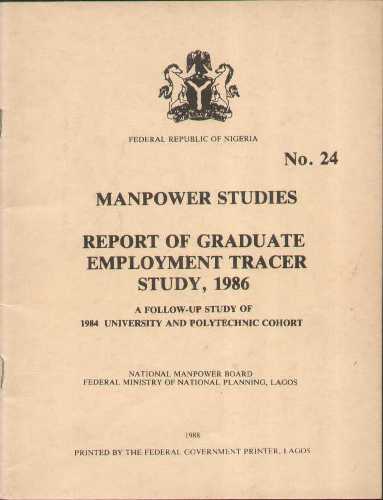 FEDERAL REPUBLIC OF NIGERIA
No. 24
MANPOWER STUDIES
REPORT OF GRADUATE
EMPLOYMENT TRACER
STUDY, 1986
A FOLLOW-UP STUDY OF
1984 UNIVERSITY AND POLYTECHNIC COHORT
NATIONAL MANPOWER BOARD
FEDERAL MINISTRY OF NATIONAL PLANNING, LAGOS
1988
PRINTED BY THE FEDERAL GOVERNMENT PRINTER, LAGOS